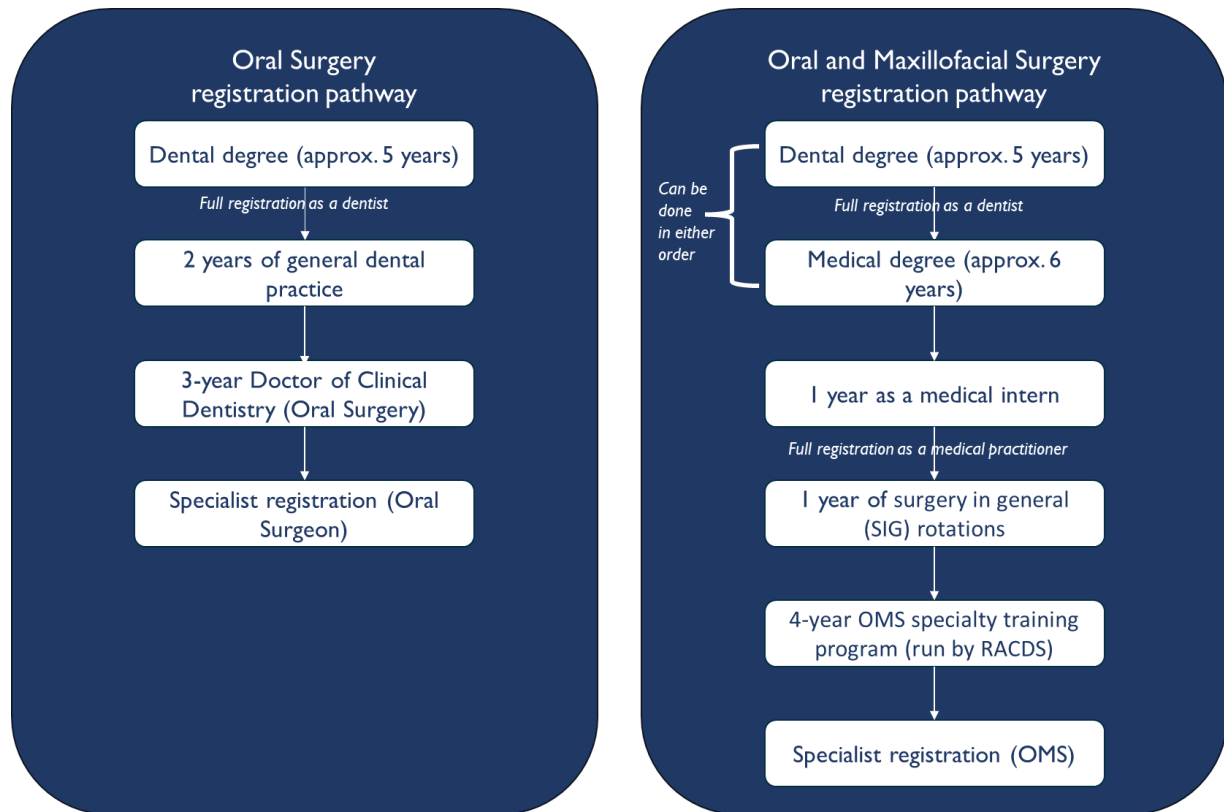 Oral Surgery
registration pathway
Dental degree (approx. 5 years)
Full registration as a dentist
2 years of general dental
practice
3-year Doctor of Clinical
Dentistry (Oral Surgery)
Specialist registration (Oral
Surgeon)
Oral and Maxillofacial Surgery
registration pathway
Can be
done
in either
order
Dental degree (approx. 5 years)
Full registration as a dentist
Medical degree (approx. 6
years)
1 year as a medical intern
Full registration as a medical practitioner
1 year of surgery in general
(SIG) rotations
4-year OMS specialty training
program (run by RACDS)
Specialist registration (OMS)